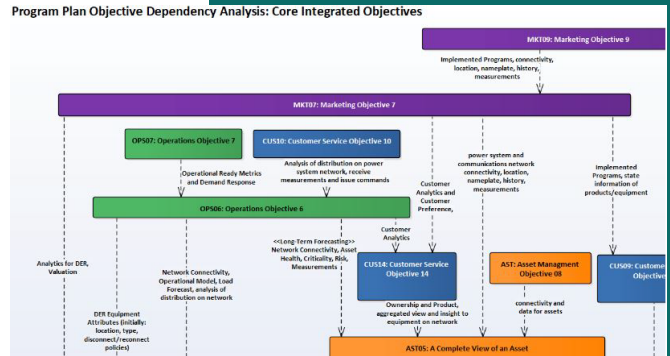 Program Plan Objective Dependency Analysis: Core Integrated Objectives
MKT09: Marketing Objective 9
Implemented Programs, connectivity,
location, nameplate, history,
measurements
MKT07: Marketing Objective 7
OPS07: Operations Objective 7
CUS10: Customer Service Objective 10
Operational Ready Metrics
and Demand Response
Analysis of distribution on power
system network, receive
measurements and issue commands
Customer
Analytics and
Customer
Preference,
power system and
communications network
connectivity, location,
nameplate, history,
measurements
Implemented
Programs, state
information of
products/equipment
OPS06: Operations Objective 6
Customer
Analytics
Analytics for DER,
Valuation
Network Connectivity,
Operational Model, Load
Forecast, analysis of
distribution on network
<<Long-Term Forecasting>>
Network Connectivity, Asset
Health, Criticality, Risk,
Measurements
CUS14: Customer Service
Objective 14
AST: Asset Managment
Objective 08
CUS09: Custome
Objective
DER Equipment
Attributes (initially:
location, type,
disconnect/reconnect
policies)
Ownership and Product,
aggregated view and insight to
equipment on network
connectivity and
data for assets
AST05: A Complete View of an Asset